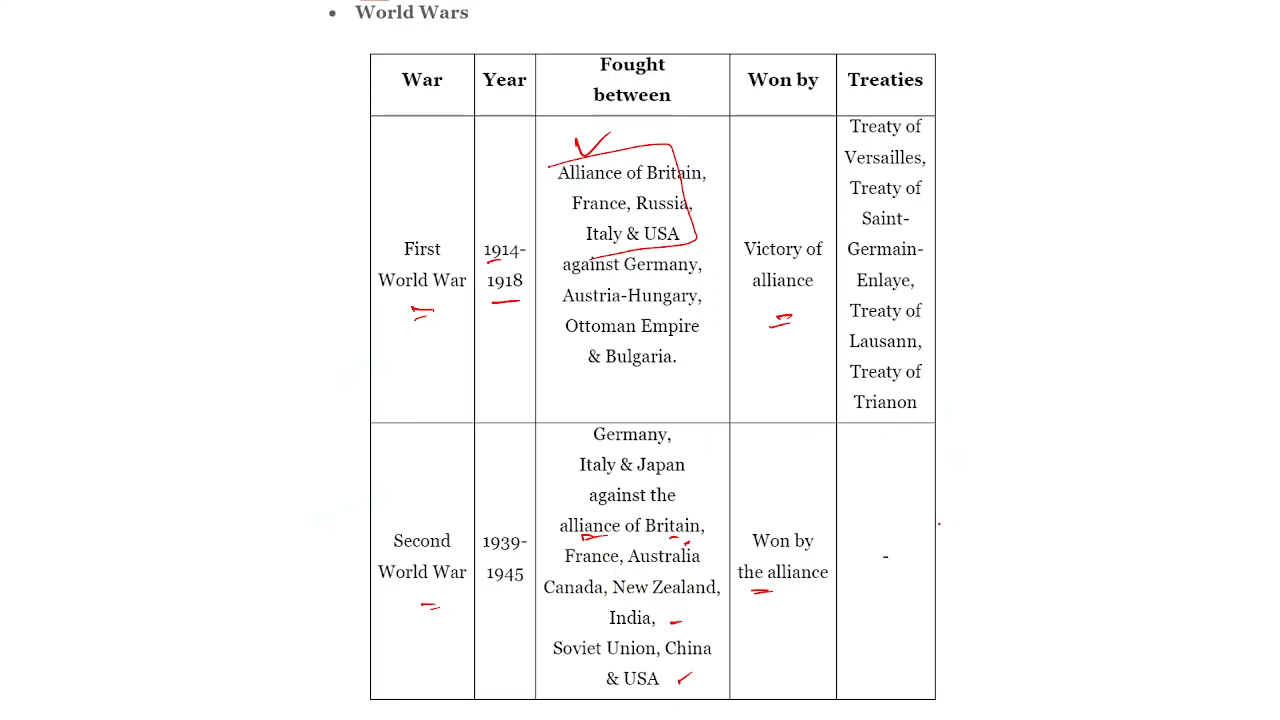 World Wars
War
Year
Fought
between
Won by
Treaties
First
World War
1914-
1918
Alliance of Britain,
France, Russia,
Italy & USA
against Germany,
Austria-Hungary,
Ottoman Empire
& Bulgaria.
Victory of
alliance
Treaty of
Versailles,
Treaty of
Saint-
Germain-
Enlaye,
Treaty of
Lausann,
Treaty of
Trianon
Second
World War
1939-
1945
Germany,
Italy & Japan
against the
alliance of Britain,
France, Australia
Canada, New Zealand,
India,
Soviet Union, China
& USA
Won by
the alliance
-